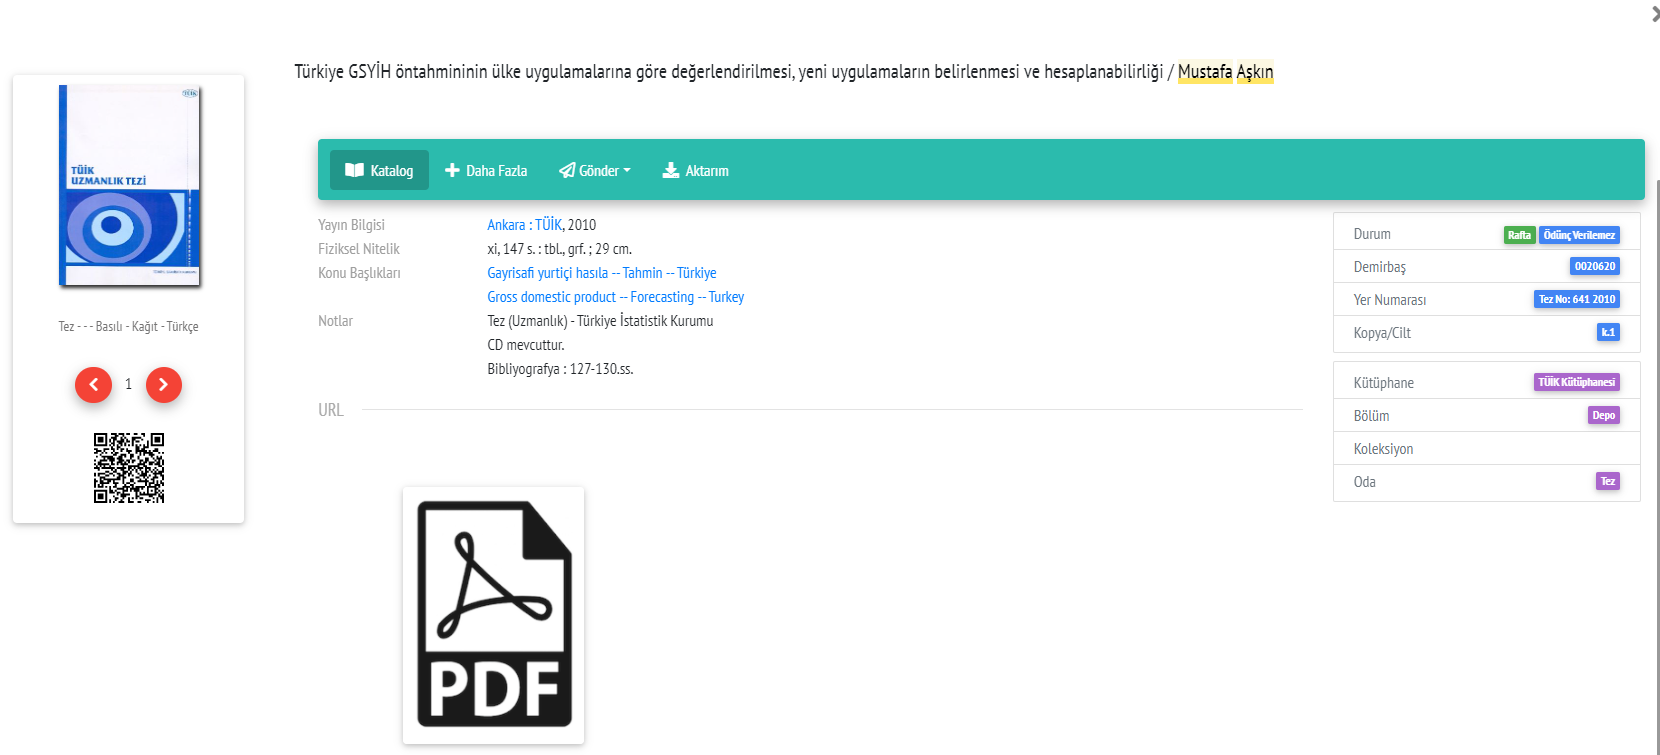 Türkiye GSYİH öntahmininin ülke uygulamalarına göre değerlendirilmesi, yeni uygulamaların belirlenmesi ve hesaplanabilirliği / Mustafa Aşkın
TÜİK
TÜİK
UZMANLIK TEZİ
Tez - - - Basılı - Kağıt - Türkçe
1
Katalog
Daha Fazla
Gönder
Aktarım
Yayın Bilgisi Ankara : TÜİK, 2010
Fiziksel Nitelik xi, 147 s. : tbl., grf. ; 29 cm.
Konu Başlıkları Gayrisafi yurtiçi hasıla -- Tahmin -- Türkiye
Gross domestic product -- Forecasting -- Turkey
Notlar Tez (Uzmanlık) - Türkiye İstatistik Kurumu
CD mevcuttur.
Bibliyografya : 127-130.ss.
URL
PDF
Durum Rafta Ödünç Verilemez
Demirbaş 0020620
Yer Numarası Tez No: 641 2010
Kopya/Cilt k.1
Kütüphane TÜİK Kütüphanesi
Bölüm Depo
Koleksiyon
Oda Tez